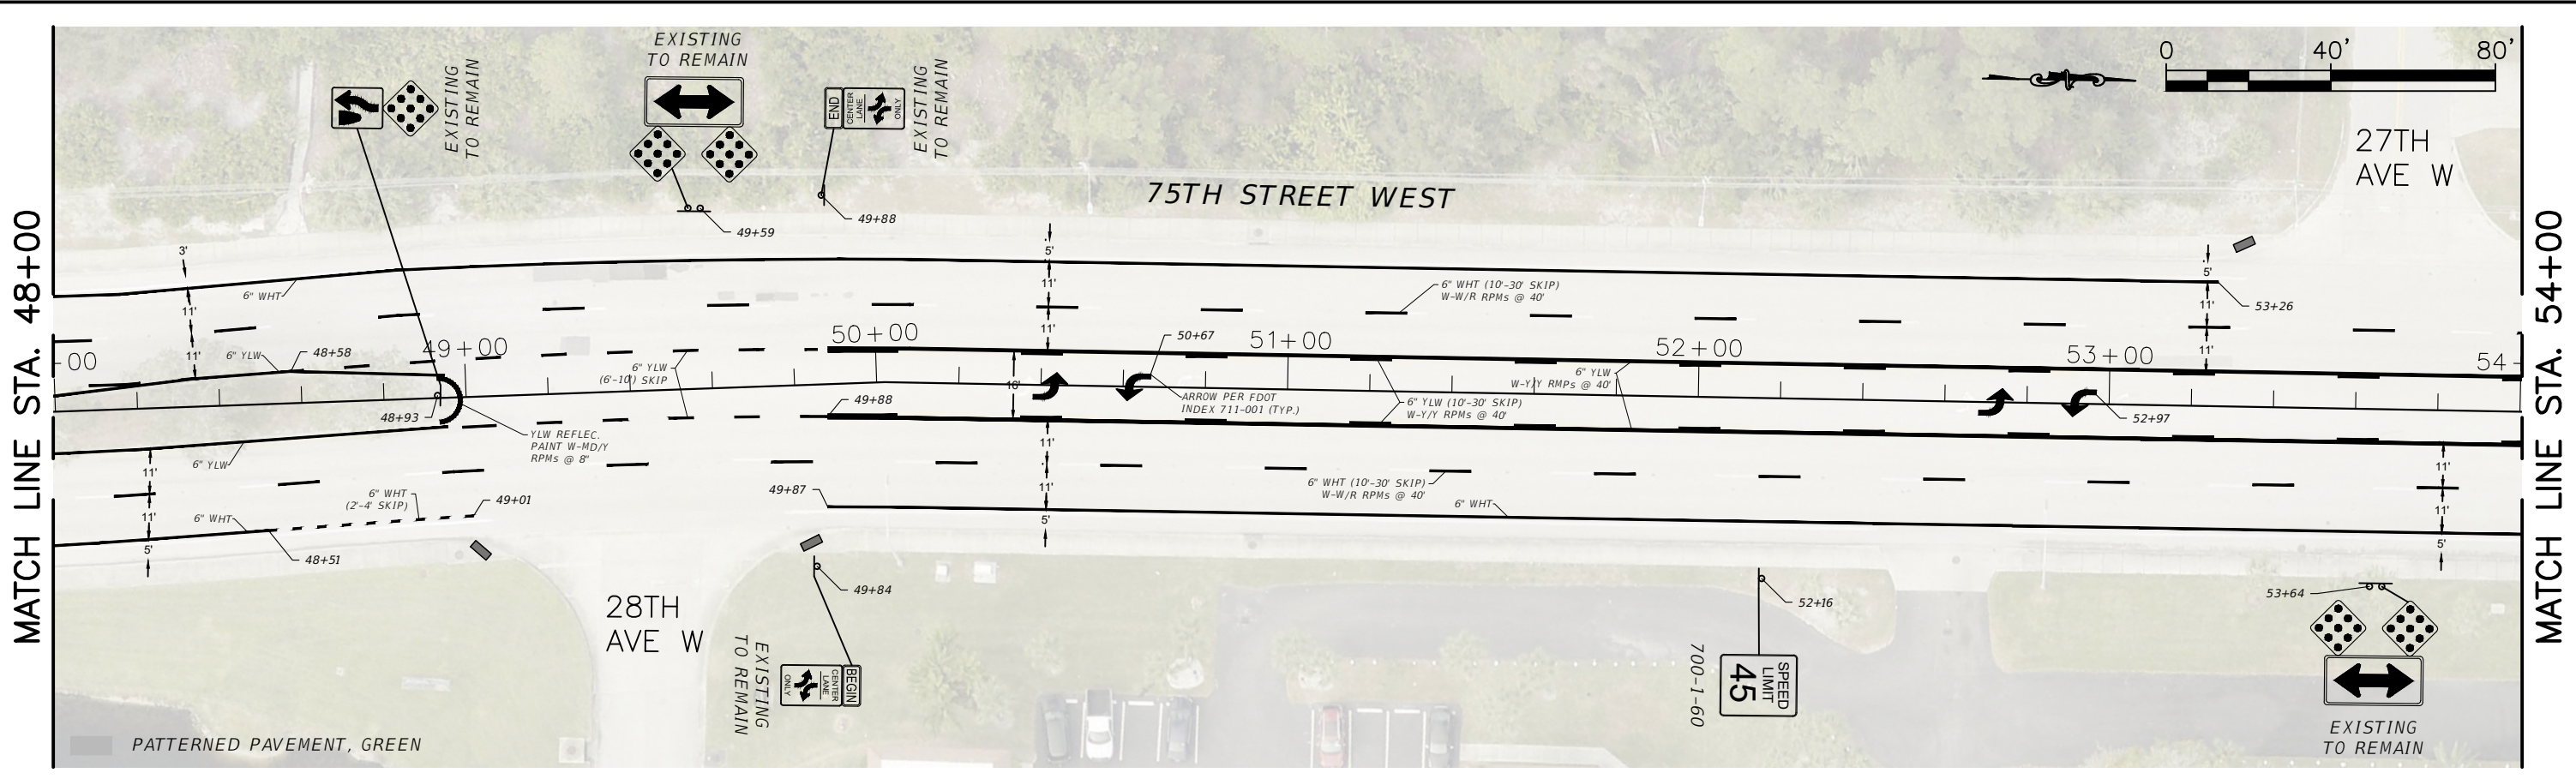 EXISTING
TO REMAIN
EXISTING
TO REMAIN
END
CENTER
LANE
ONLY
EXISTING
TO REMAIN
0 40' 80'
27TH
AVE W
75TH STREET WEST
49+59
49+88
MATCH LINE STA. 48+00
MATCH LINE STA. 54+00
3'
11'
11'
6" WHT
5'
11'
11'
6" WHT (10'-30' SKIP)
W-W/R RPMs @ 40'
5'
11'
11'
53+26
00
6" YLW
48+58
49+00
50+00
50+67
51+00
52+00
53+00
54
6" YLW
(6'-10') SKIP
16'
48+93
49+88
ARROW PER FDOT
INDEX 711-001 (TYP.)
6" YLW
W-Y/Y RMPs @ 40'
6" YLW (10'-30' SKIP)
W-Y/Y RPMs @ 40'
52+97
YLW REFLEC.
PAINT W-MD/Y
RPMs @ 8"
6" YLW
11'
11'
5'
6" WHT
(2'-4' SKIP)
49+01
6" WHT
48+51
49+87
11'
11'
5'
6" WHT (10'-30' SKIP)
W-W/R RPMs @ 40'
6" WHT
11'
11'
5'
28TH
AVE W
49+84
EXISTING
TO REMAIN
BEGIN
CENTER
LANE
ONLY
52+16
700-1-60
SPEED
LIMIT
45
53+64
EXISTING
TO REMAIN
PATTERNED PAVEMENT, GREEN